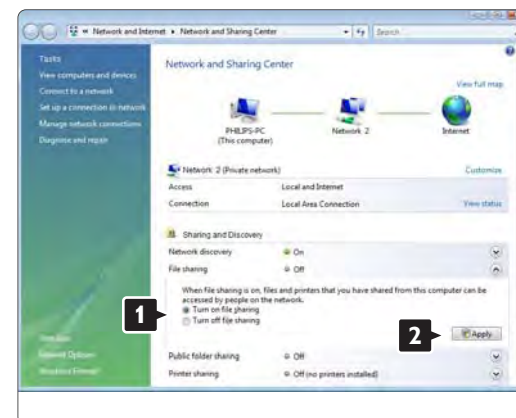 Network and Internet ▸ Network and Sharing Center
Search
Tasks
View computers and devices
Connect to a network
Set up a connection or network
Manage network connections
Diagnose and repair
Network and Sharing Center
View full map
PHILIPS-PC
(This computer)
Network 2
Internet
Network 2 (Private network)
Customize
Access
Local and Internet
Connection
Local Area Connection
View status
Sharing and Discovery
Network discovery
On
File sharing
Off
When file sharing is on, files and printers that you have shared from this computer can be
accessed by people on the network.
Turn on file sharing
Turn off file sharing
1
2
Apply
Public folder sharing
Off
Printer sharing
Off (no printers installed)
See also
Internet Options
Windows Firewall